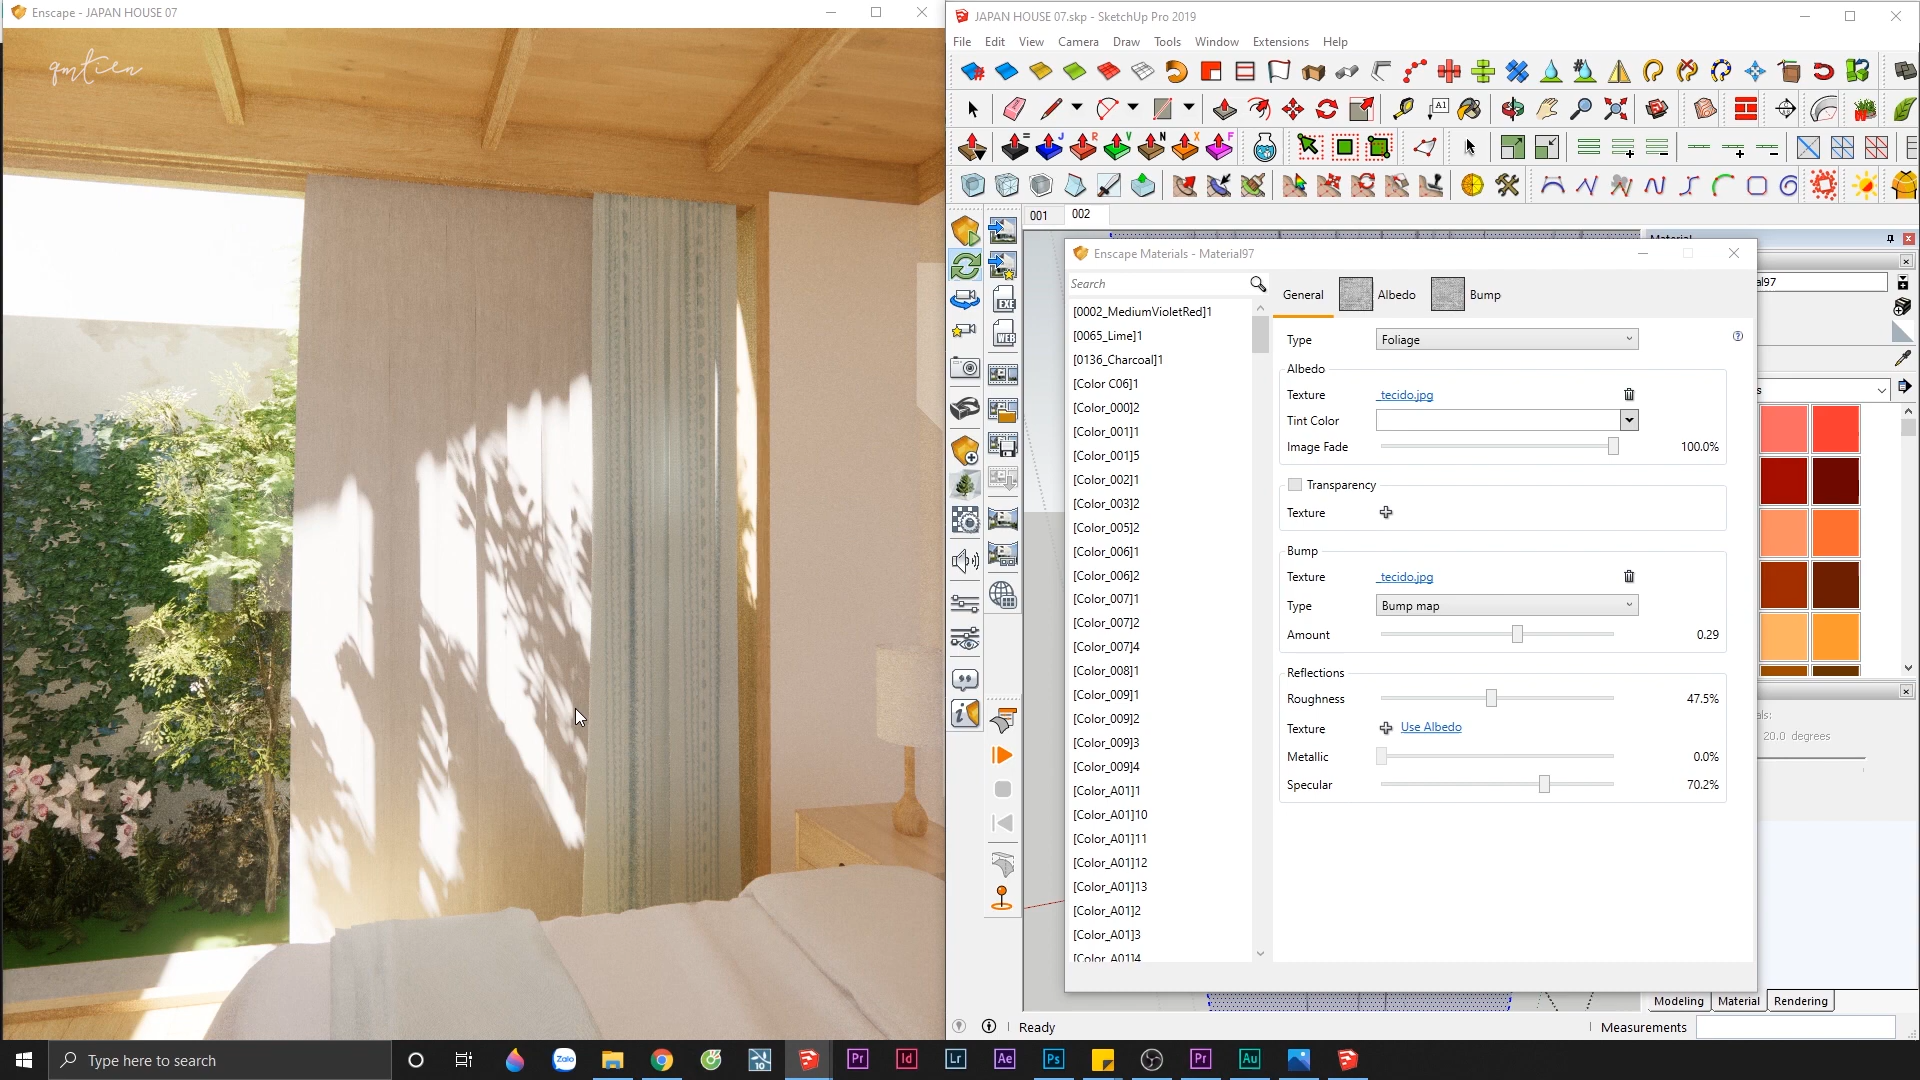 Enscape - JAPAN HOUSE 07
qmtien
JAPAN HOUSE 07.skp - SketchUp Pro 2019
File Edit View Camera Draw Tools Window Extensions Help
001 002
Enscape Materials - Material97
Search
[0002_MediumVioletRed]1
[0065_Lime]1
[0136_Charcoal]1
[Color C06]1
[Color_000]2
[Color_001]1
[Color_001]5
[Color_002]1
[Color_003]2
[Color_005]2
[Color_006]1
[Color_006]2
[Color_007]1
[Color_007]2
[Color_007]4
[Color_008]1
[Color_009]1
[Color_009]2
[Color_009]3
[Color_009]4
[Color_A01]1
[Color_A01]10
[Color_A01]11
[Color_A01]12
[Color_A01]13
[Color_A01]2
[Color_A01]3
[Color_A01]4
General Albedo Bump
Type Foliage
Albedo
Texture _tecido.jpg
Tint Color
Image Fade 100.0%
Transparency
Texture
Bump
Texture _tecido.jpg
Type Bump map
Amount 0.29
Reflections
Roughness 47.5%
Texture Use Albedo
Metallic 0.0%
Specular 70.2%
20.0 degrees
Modeling Material Rendering
Ready
Measurements
Type here to search